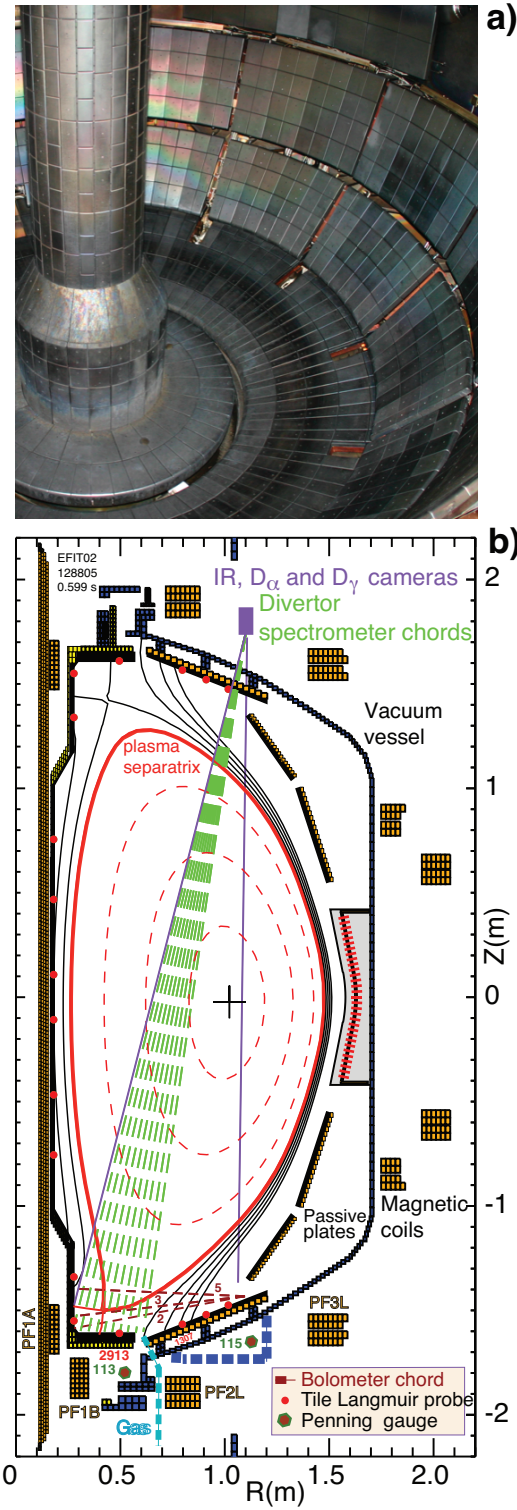 a)
b)
EFIT02
128805
0.599 s
2
IR, Dα and Dγ cameras
Divertor
spectrometer chords
Vacuum
vessel
plasma
separatrix
1
Z(m)
0
-1
Passive
plates
Magnetic
coils
5
3
2
1307
PF1A
2913
113
115
PF3L
PF1B
PF2L
Gas
Bolometer chord
Tile Langmuir probe
Penning gauge
-2
0
0.5
1.0
1.5
2.0
R(m)